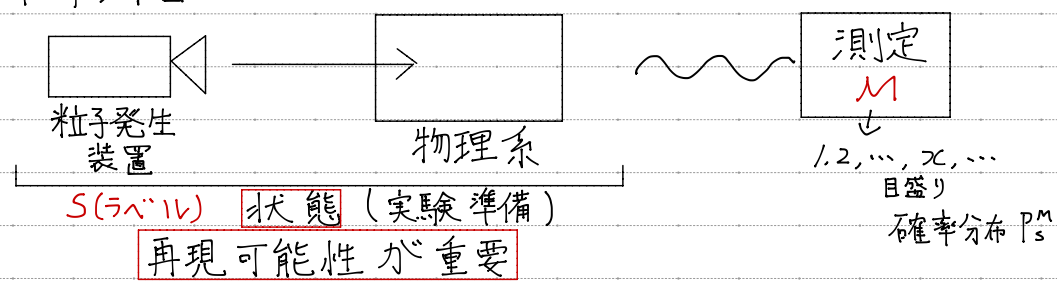 測定
M
粒子発生
装置
物理系
1.2,…, x,…
目盛り
S(ラベル) 状態 (実験準備)
確率分布 P_s^M
再現可能性が重要